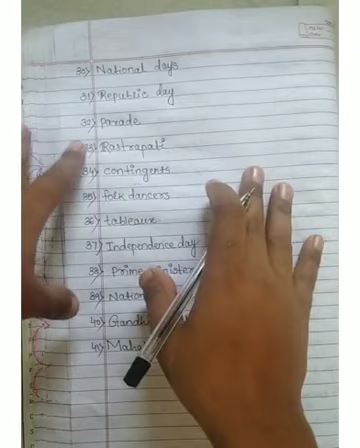 30) National days
31) Republic day
32) Parade
33) Rastrapati
34) contingents
35) folk dancers
36) tableaux
37) Independence day
38) Prime minister
39) Nation
40) Gandhi
41) Maha